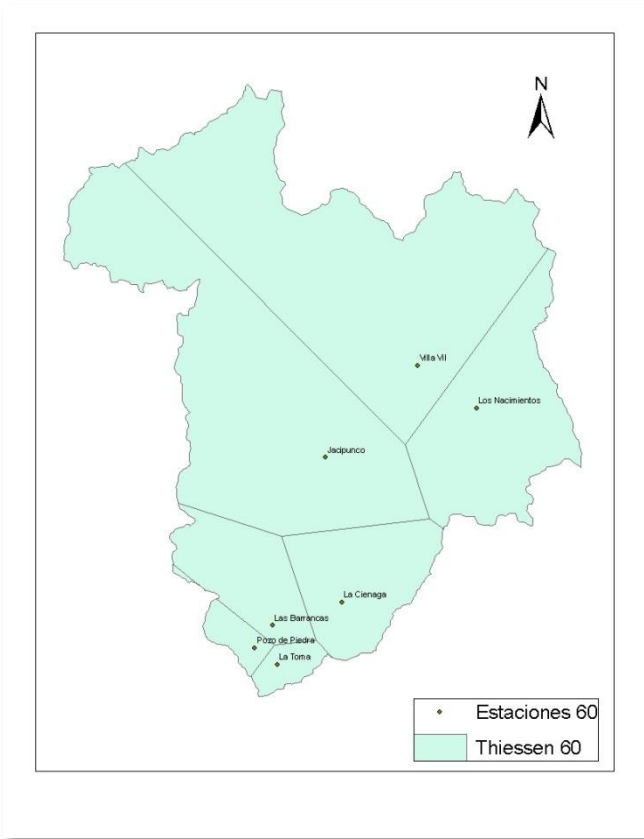 N
Villa Vil
Los Nacimientos
Jacipunco
La Cienaga
Las Barrancas
Pozo de Piedra
La Toma
Estaciones 60
Thiessen 60